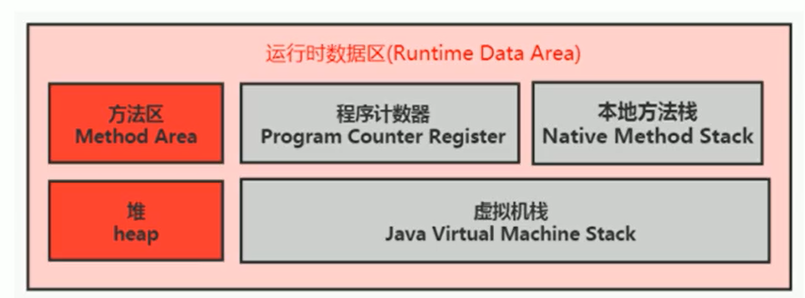 运行时数据区(Runtime Data Area)
方法区
Method Area
程序计数器
Program Counter Register
本地方法栈
Native Method Stack
堆
heap
虚拟机栈
Java Virtual Machine Stack